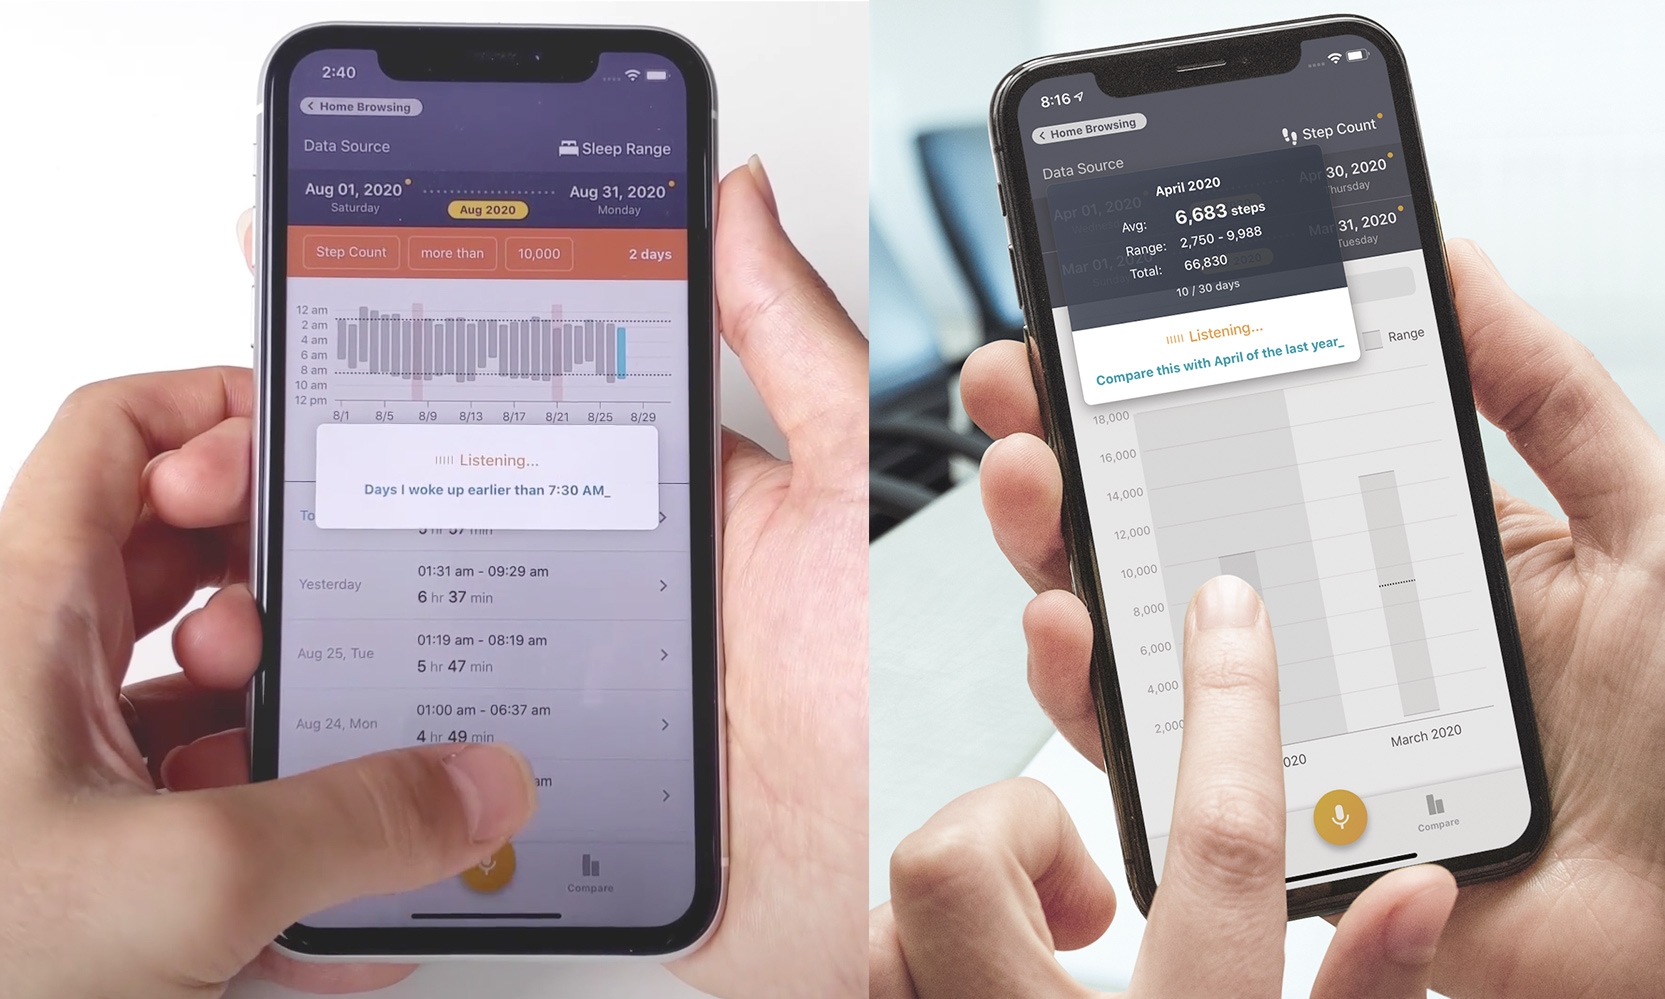 2:40
Home Browsing
Data Source
Sleep Range
Aug 01, 2020
Saturday
Aug 2020
Aug 31, 2020
Monday
Step Count
more than
10,000
2 days
12 am
2 am
4 am
6 am
8 am
10 am
12 pm
8/1 8/5 8/9 8/13 8/17 8/21 8/25 8/29
Listening...
Days I woke up earlier than 7:30 AM_
To
5 hr 37 min
Yesterday
01:31 am - 09:29 am
6 hr 37 min
Aug 25, Tue
01:19 am - 08:19 am
5 hr 47 min
Aug 24, Mon
01:00 am - 06:37 am
4 hr 49 min
am
Compare
8:16
Home Browsing
Data Source
Step Count
Apr 01, 2020
Apr 30, 2020
Thursday
Mar 01, 2020
Mar 31, 2020
Tuesday
April 2020
Avg: 6,683 steps
Range: 2,750 - 9,988
Total: 66,830
10 / 30 days
Listening...
Compare this with April of the last year_
Range
18,000
16,000
14,000
12,000
10,000
8,000
6,000
4,000
2,000
020
March 2020
Compare